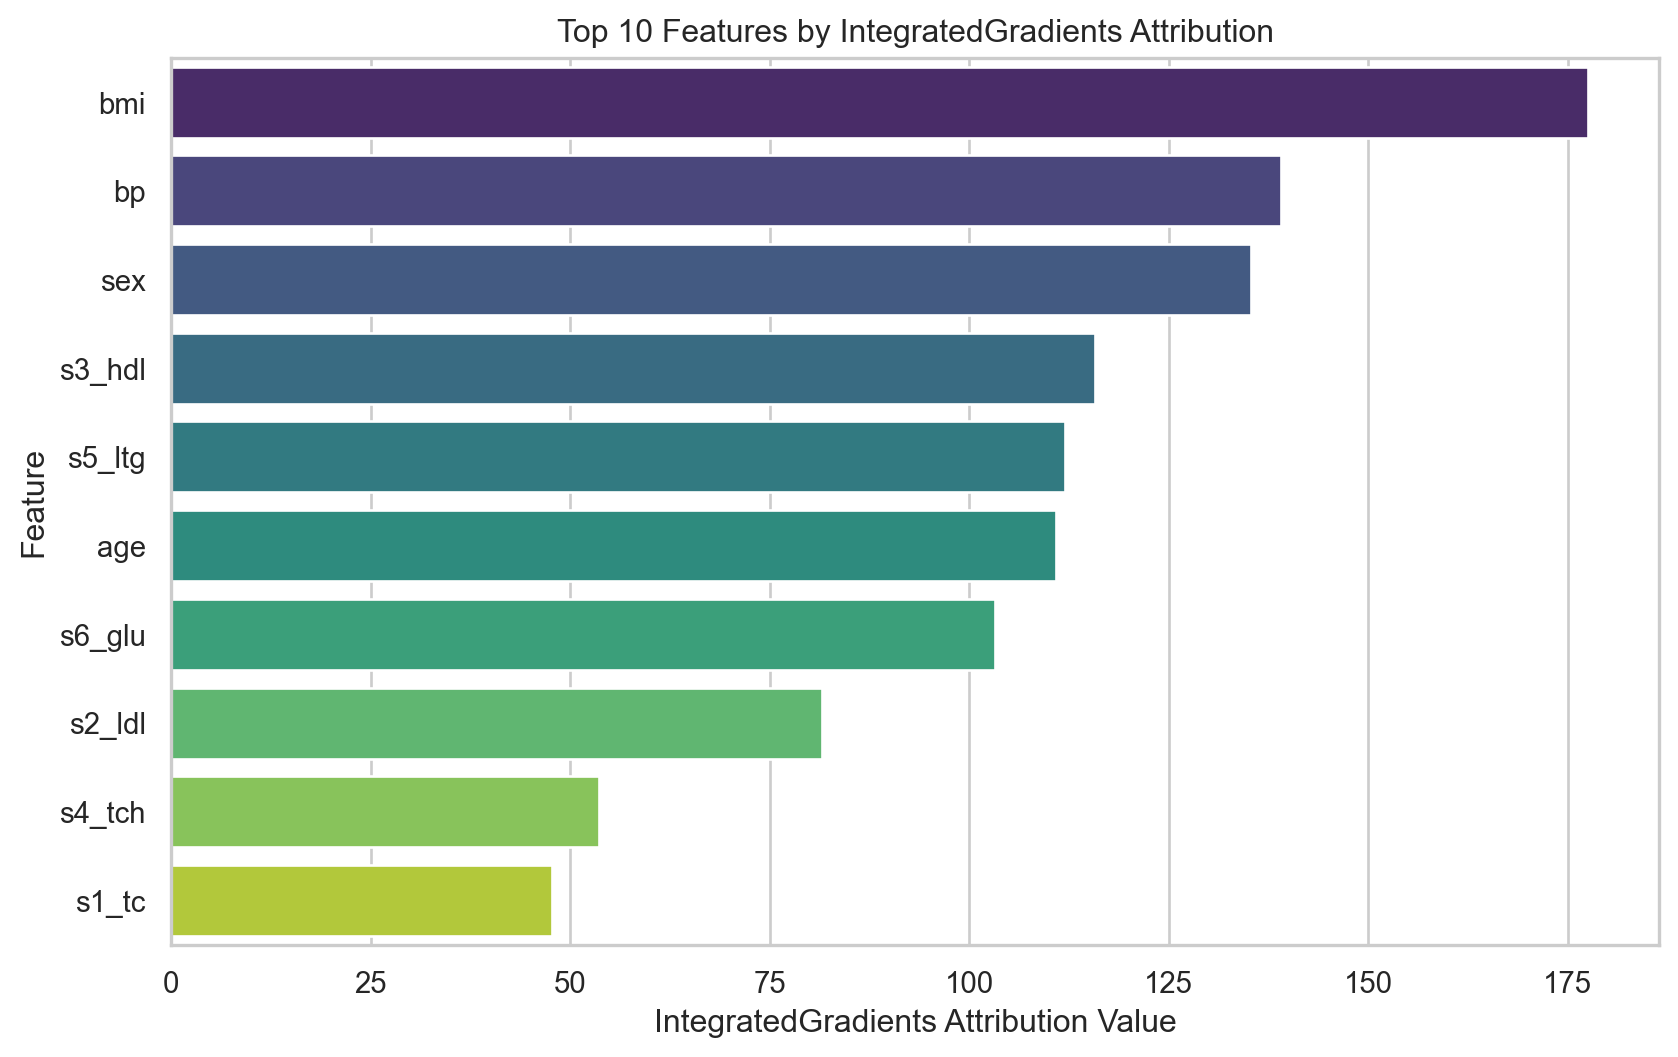 Top 10 Features by IntegratedGradients Attribution
bmi
bp
sex
s3_hdl
s5_ltg
age
s6_glu
s2_ldl
s4_tch
s1_tc
Feature
0 25 50 75 100 125 150 175
IntegratedGradients Attribution Value